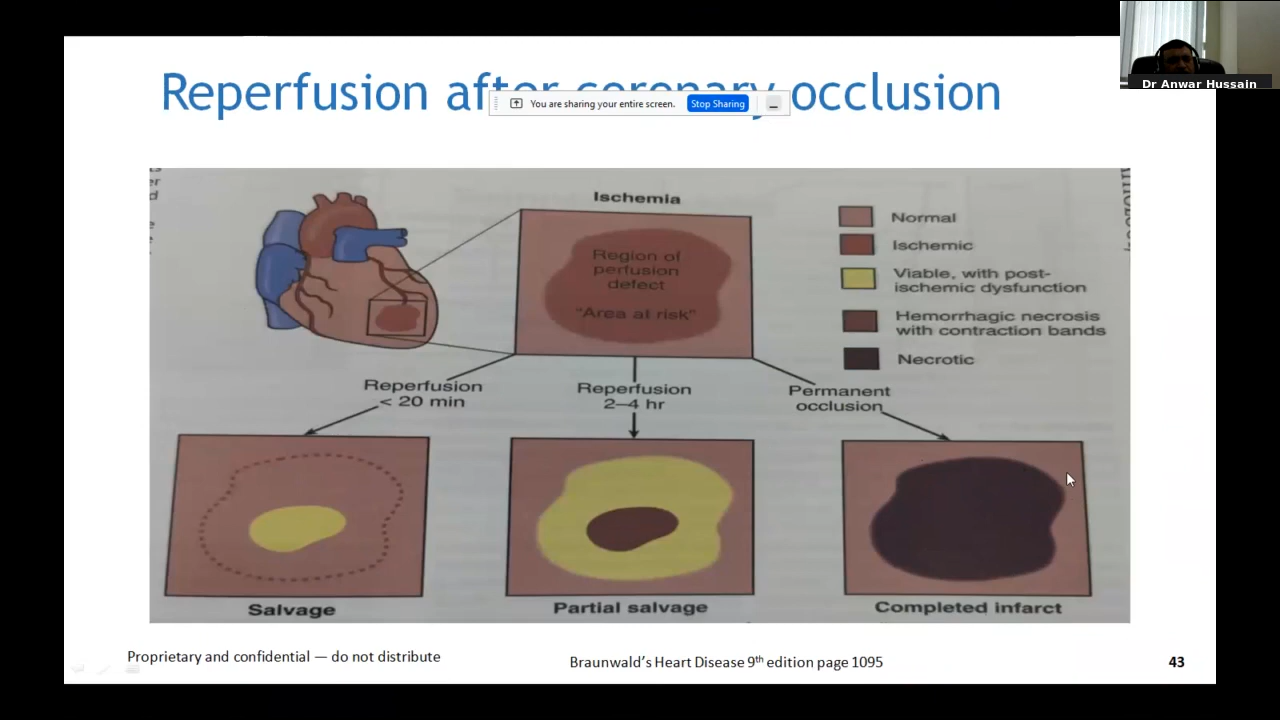 Dr Anwar Hussain
Reperfusion after coronary occlusion
You are sharing your entire screen.
Stop Sharing
er
d
Ischemia
Region of
perfusion
defect
"Area at risk"
Normal
Ischemic
Viable, with post-
ischemic dysfunction
Hemorrhagic necrosis
with contraction bands
Necrotic
Reperfusion
< 20 min
Reperfusion
2–4 hr
Permanent
occlusion
Salvage
Partial salvage
Completed infarct
Proprietary and confidential — do not distribute
Braunwald's Heart Disease 9th edition page 1095
43